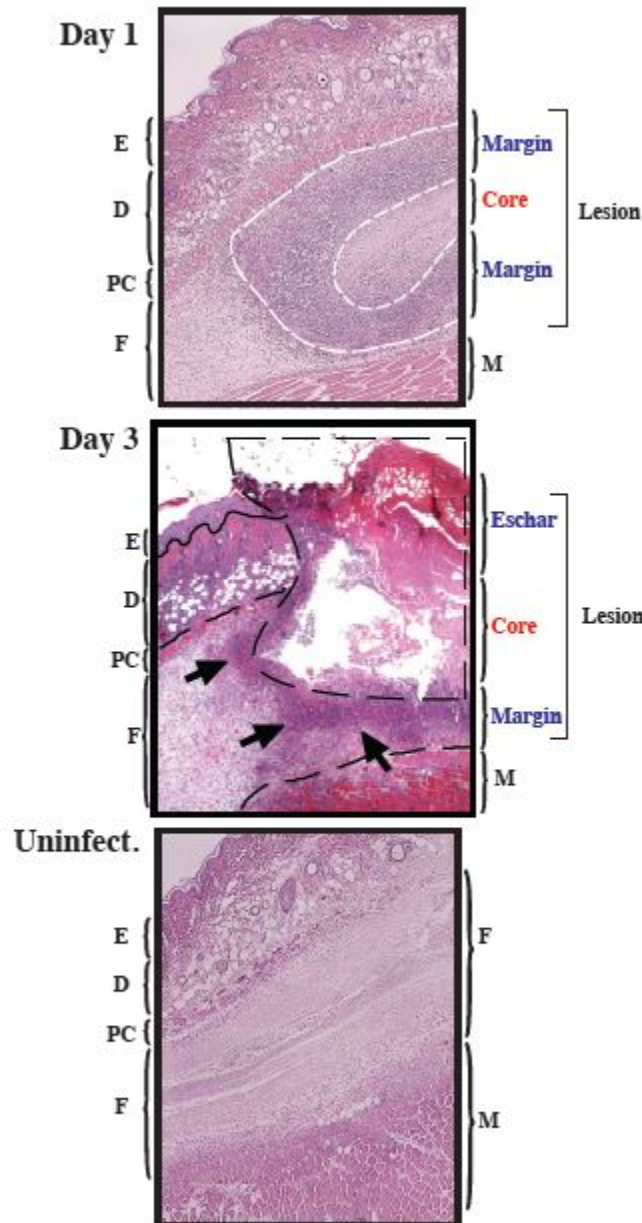 Day 1
E
D
PC
F
Margin
Core
Margin
Lesion
M
Day 3
E
D
PC
F
Eschar
Core
Margin
Lesion
M
Uninfect.
E
D
PC
F
F
M